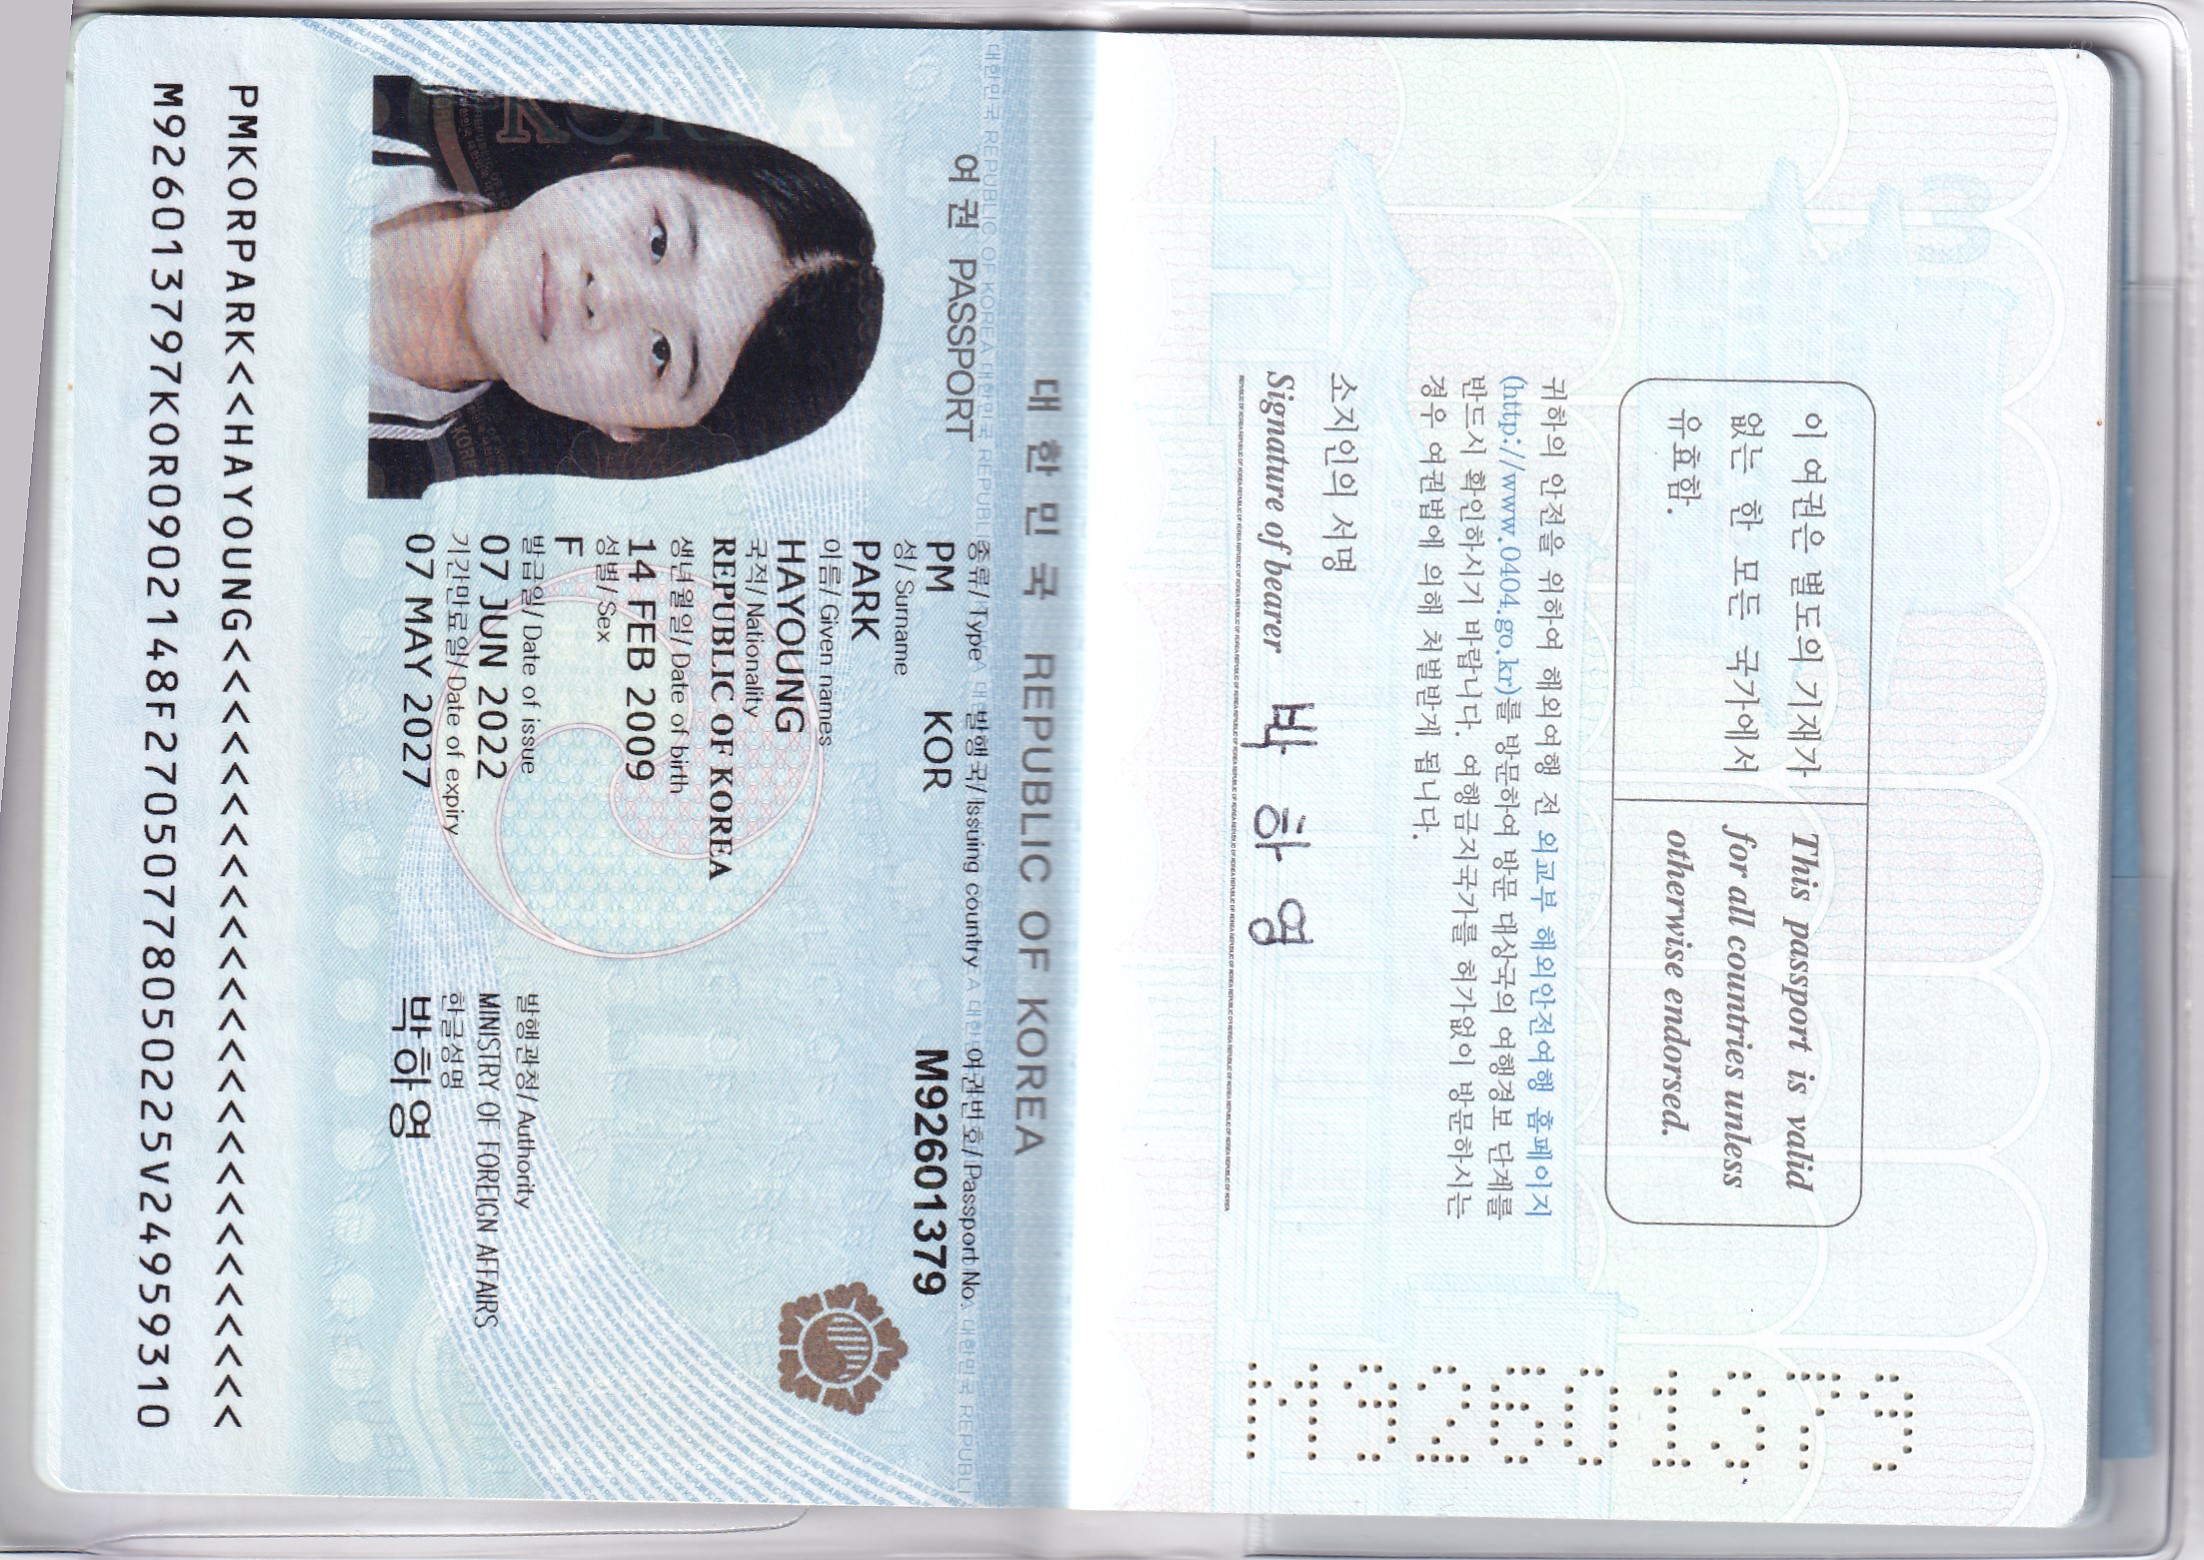 이 여권은 별도의 기재가
없는 한 모든 국가에서
유효함.
This passport is valid
for all countries unless
otherwise endorsed.
귀하의 안전을 위하여 해외여행 전 외교부 해외안전여행 홈페이지
(http://www.0404.go.kr)를 방문하여 방문 대상국의 여행경보 단계를
반드시 확인하시기 바랍니다. 여행금지국가를 허가없이 방문하시는
경우 여권법에 의해 처벌받게 됩니다.
소지인의 서명
Signature of bearer 박 하 영
대한민국 REPUBLIC OF KOREA
여권 PASSPORT
종류/ Type 발행국/ Issuing country 여권번호/ Passport No.
PM KOR M92601379
성/ Surname
PARK
이름/ Given names
HAYOUNG
국적/ Nationality
REPUBLIC OF KOREA
생년월일/ Date of birth
14 FEB 2009
성별/ Sex
F
발급일/ Date of issue 발행관청/ Authority
07 JUN 2022 MINISTRY OF FOREIGN AFFAIRS
기간만료일/ Date of expiry 한글성명
07 MAY 2027 박하영
PMKORPARK<<HAYOUNG<<<<<<<<<<<<<<<<<<<<<<<<<<
M926013797KOR0902148F27050778050225V24959310